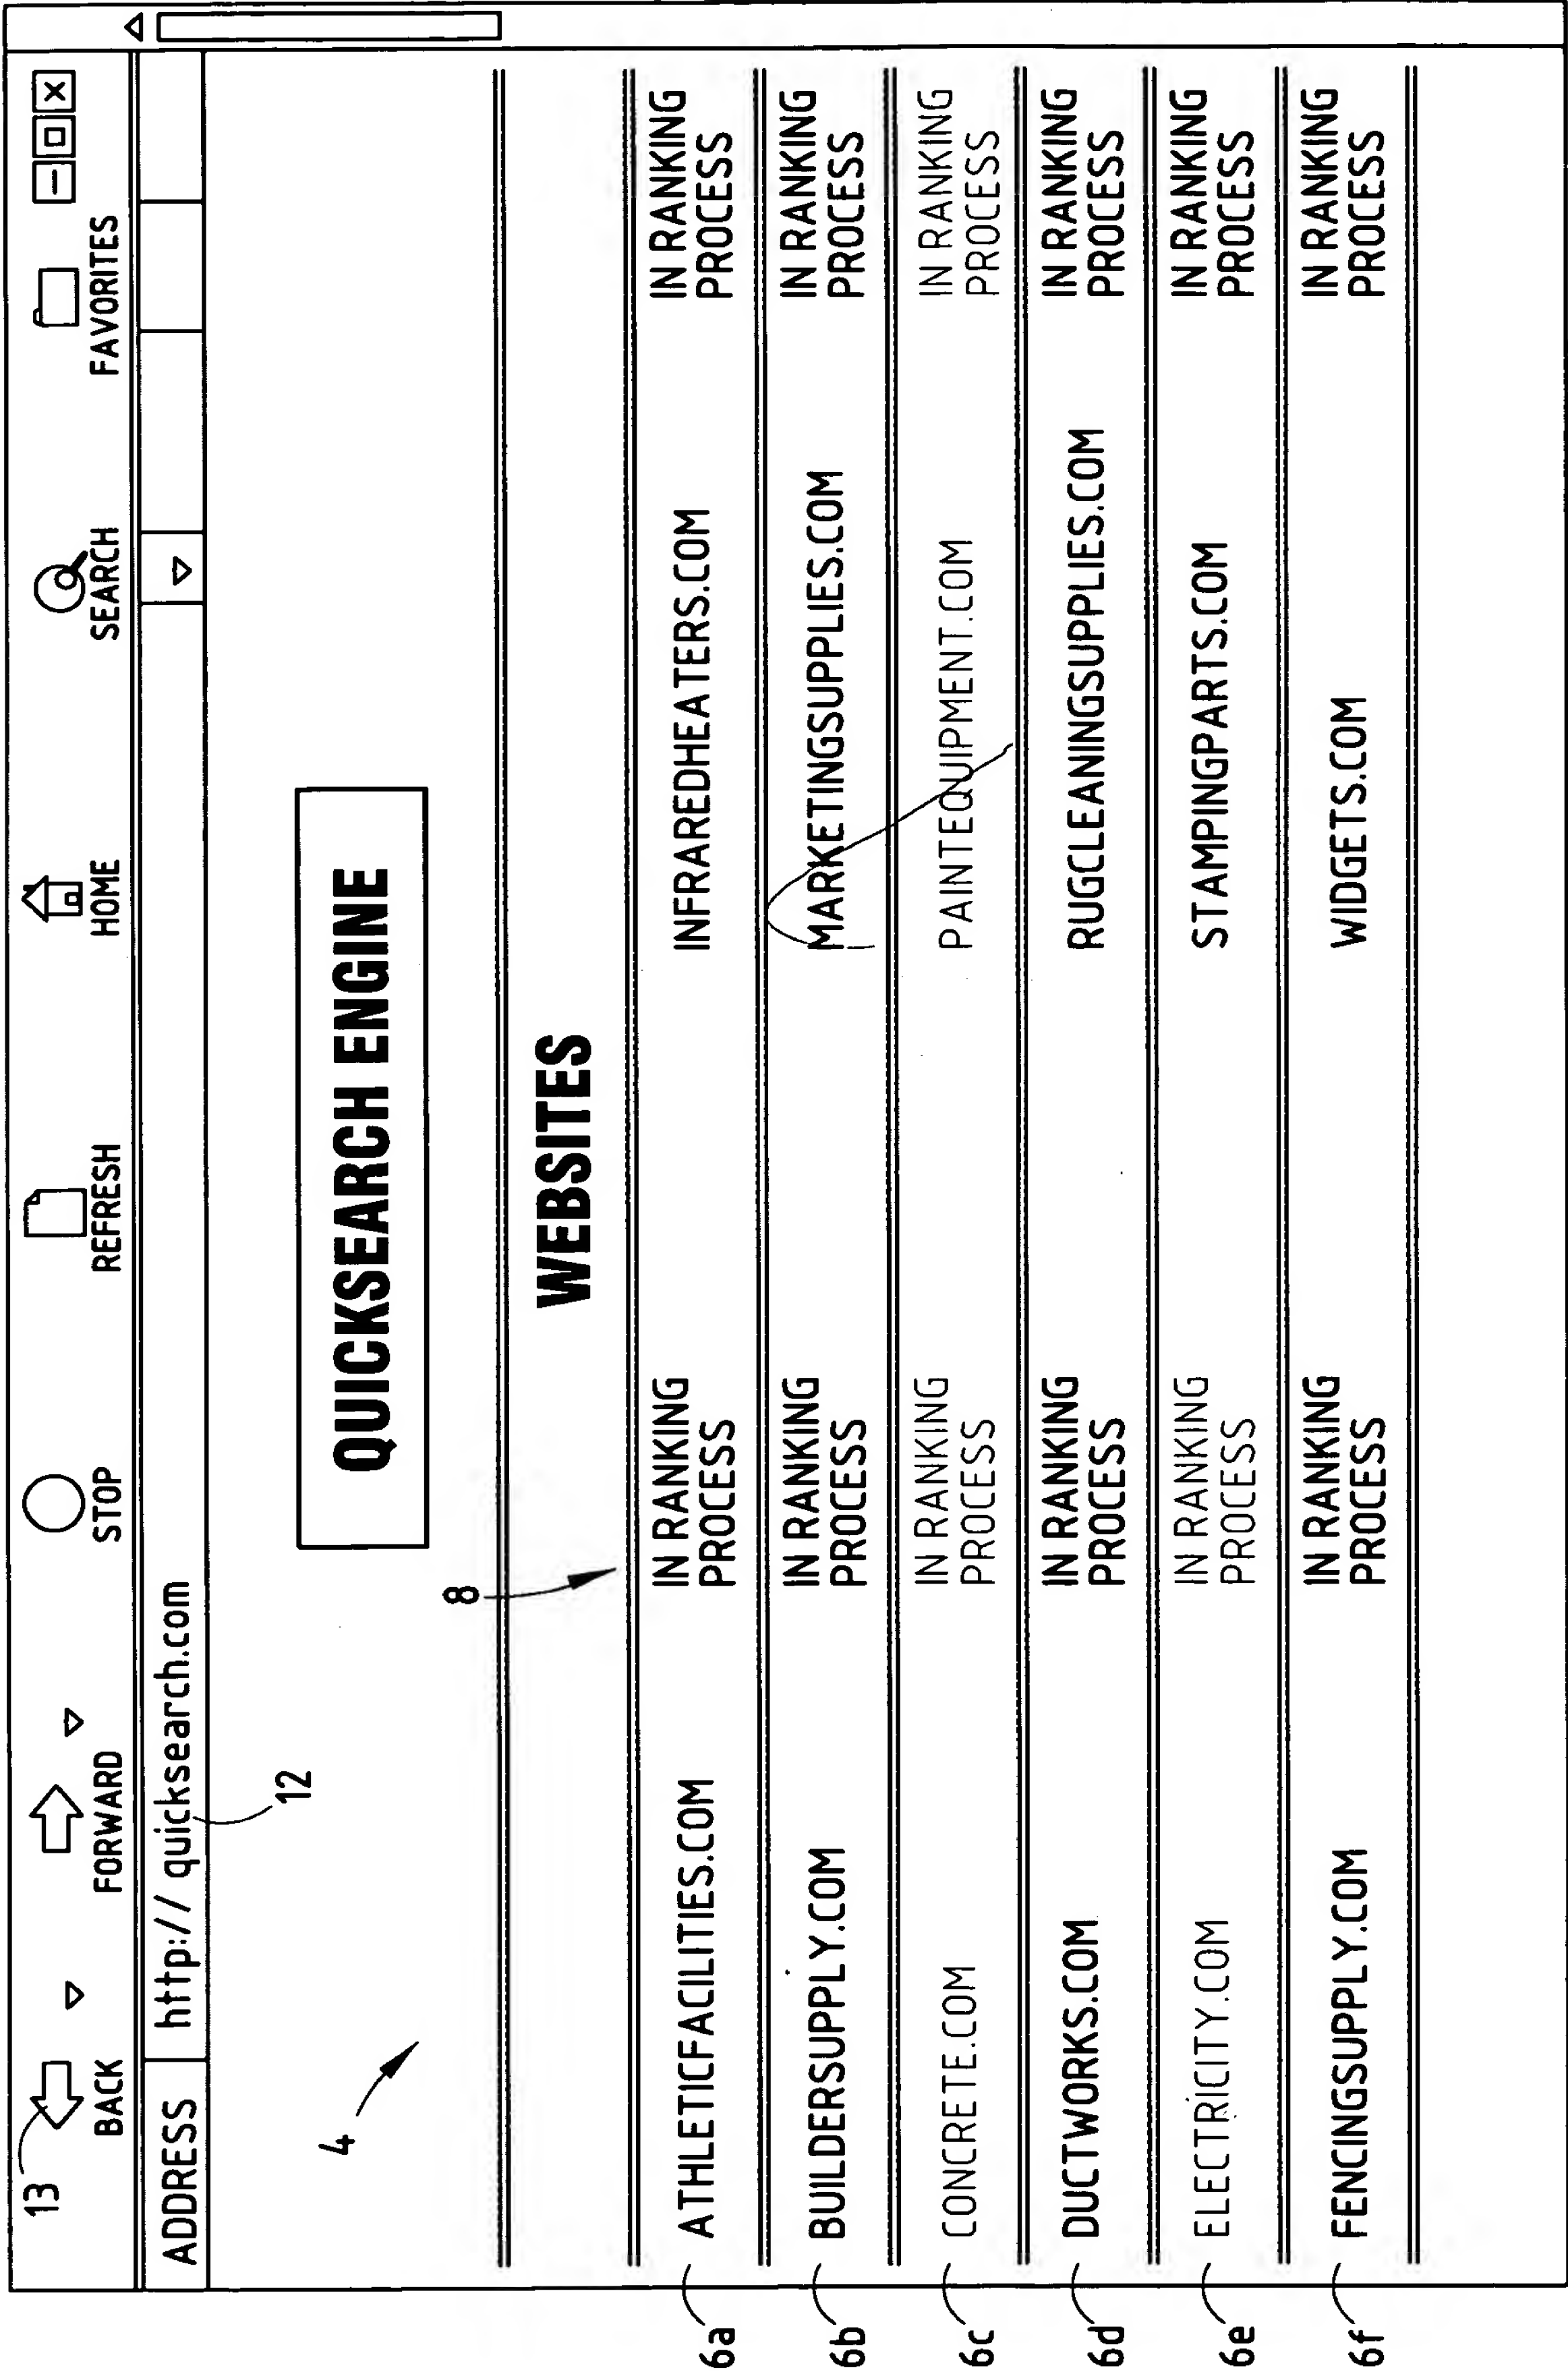 13
BACK
FORWARD
STOP
REFRESH
HOME
SEARCH
FAVORITES
ADDRESS http:// quicksearch.com
12
4
QUICKSEARCH ENGINE
8
WEBSITES
6a ATHLETICFACILITIES.COM IN RANKING PROCESS INFRAREDHEATERS.COM IN RANKING PROCESS
6b BUILDERSUPPLY.COM IN RANKING PROCESS MARKETINGSUPPLIES.COM IN RANKING PROCESS
6c CONCRETE.COM IN RANKING PROCESS PAINTEQUIPMENT.COM IN RANKING PROCESS
6d DUCTWORKS.COM IN RANKING PROCESS RUGCLEANINGSUPPLIES.COM IN RANKING PROCESS
6e ELECTRICITY.COM IN RANKING PROCESS STAMPINGPARTS.COM IN RANKING PROCESS
6f FENCINGSUPPLY.COM IN RANKING PROCESS WIDGETS.COM IN RANKING PROCESS